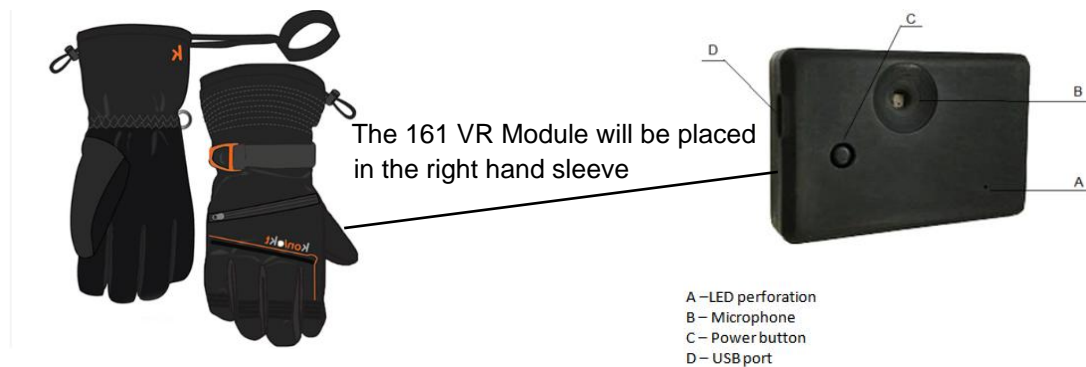 k
The 161 VR Module will be placed
in the right hand sleeve
konlakt
C
D
B
A
A –LED perforation
B – Microphone
C – Power button
D – USB port